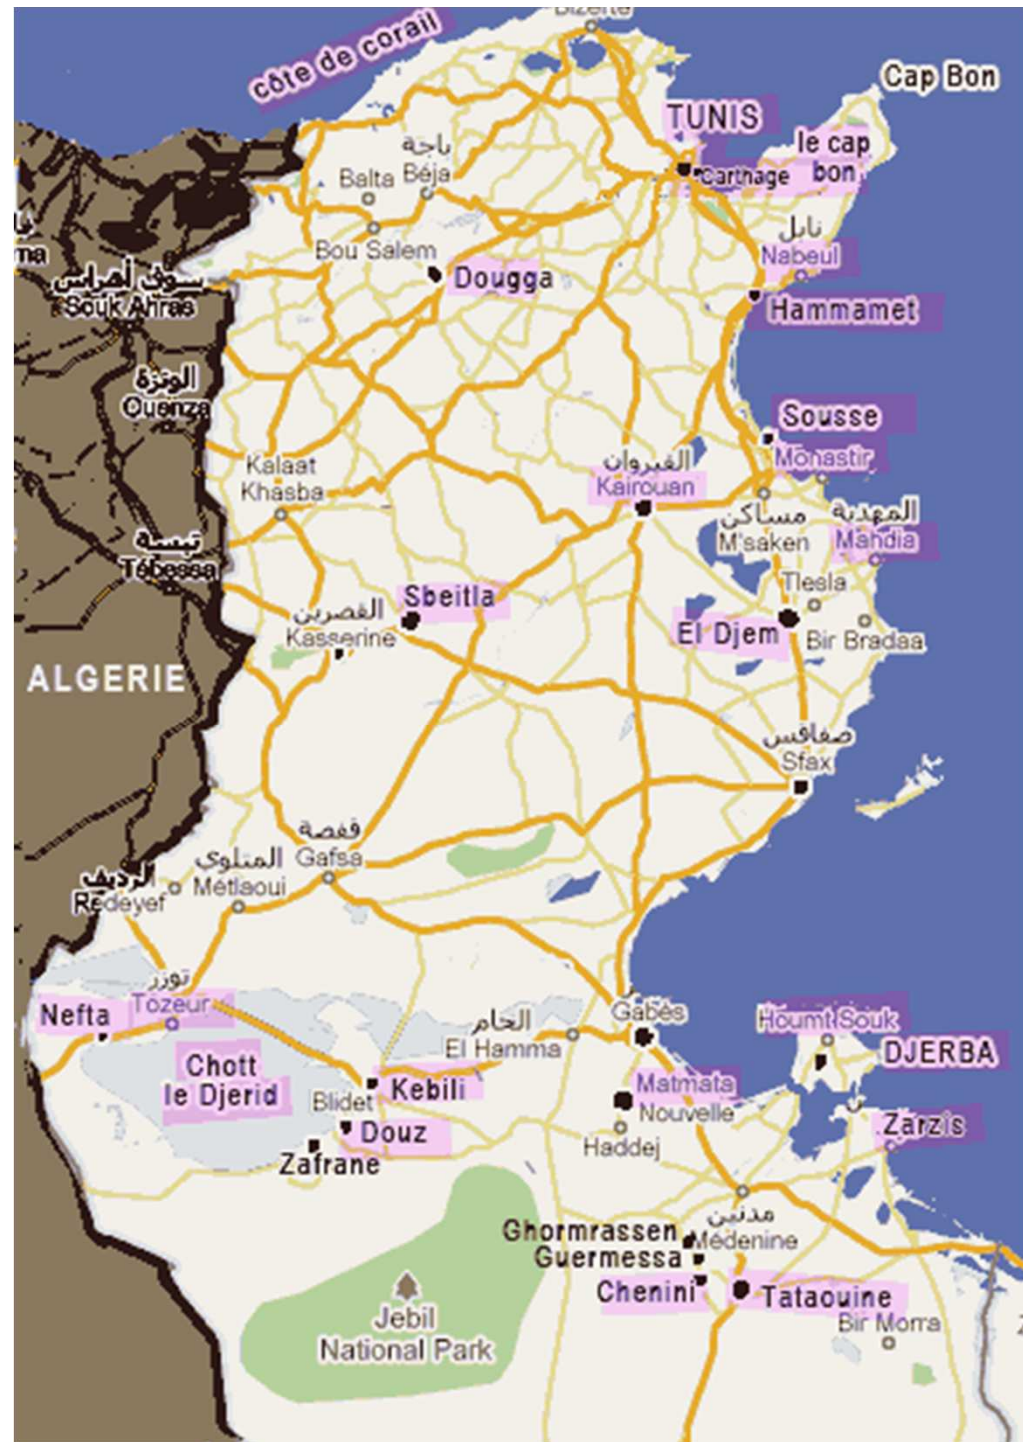 Bizerte
côte de corail
Cap Bon
TUNIS
le cap
bon
Carthage
باجة
Béja
Balta
Bou Salem
نابل
Nabeul
Dougga
Hammamet
سوق أهراس
Souk Ahras
الونزة
Ouenza
Sousse
Monastir
القيروان
Kairouan
Kalaat
Khasba
مساكن
M'saken
المهدية
Mahdia
تبسة
Tébessa
Tlesla
القصرين
Kasserine
Sbeitla
El Djem
Bir Bradaa
ALGERIE
صفاقس
Sfax
قفصة
Gafsa
المتلوي
Métlaoui
الرديف
Redeyef
توزر
Tozeur
Nefta
Chott
le Djerid
الحام
El Hamma
Gabès
Houmt Souk
DJERBA
Kebili
Blidet
Douz
Zafrane
Matmata
Nouvelle
Haddej
Zarzis
مدنين
Médenine
Ghormrassen
Guermessa
Chenini
Tataouine
Bir Morra
Jebil
National Park